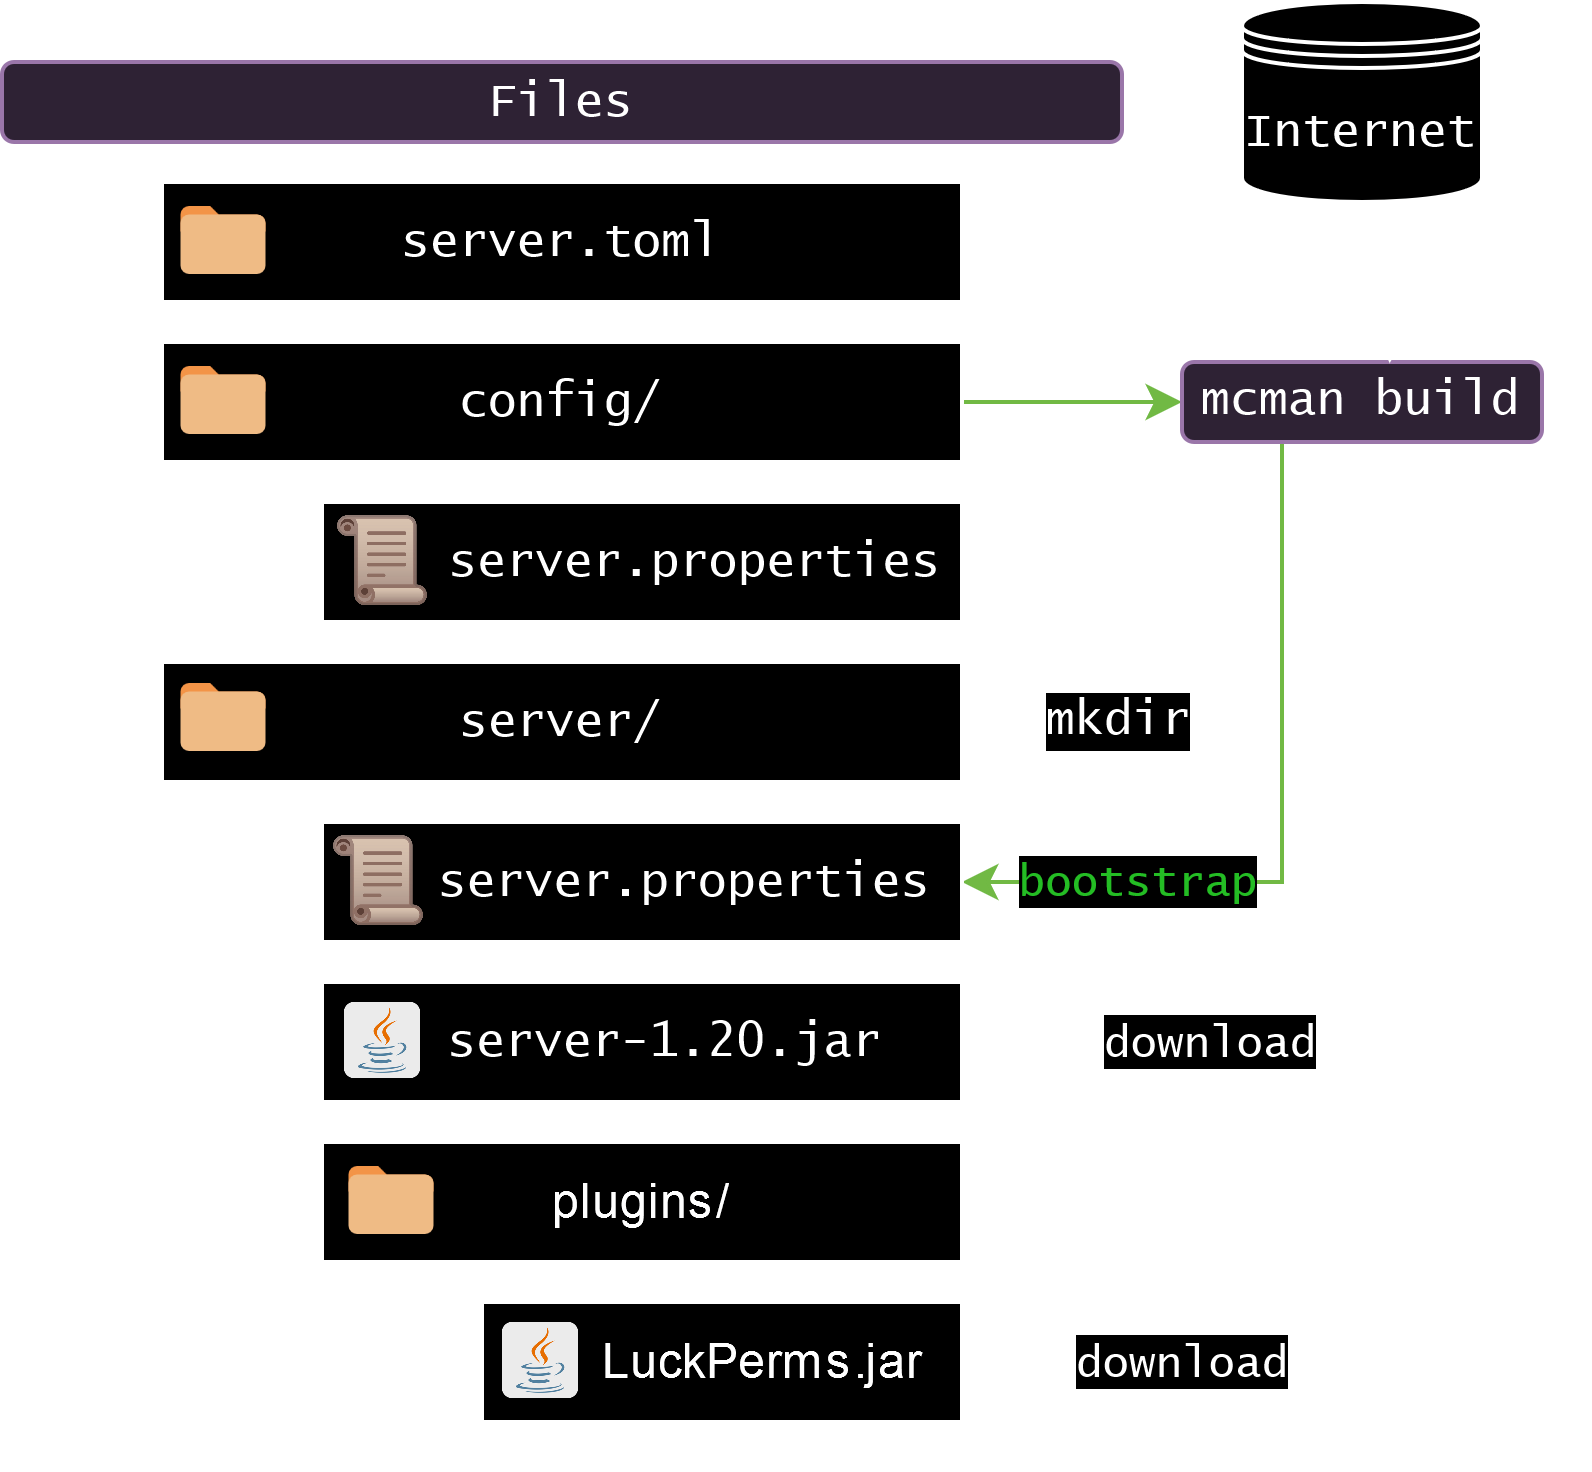 Files
Internet
server.toml
config/
mcman build
server.properties
server/
mkdir
server.properties
bootstrap
server-1.20.jar
download
plugins/
LuckPerms.jar
download